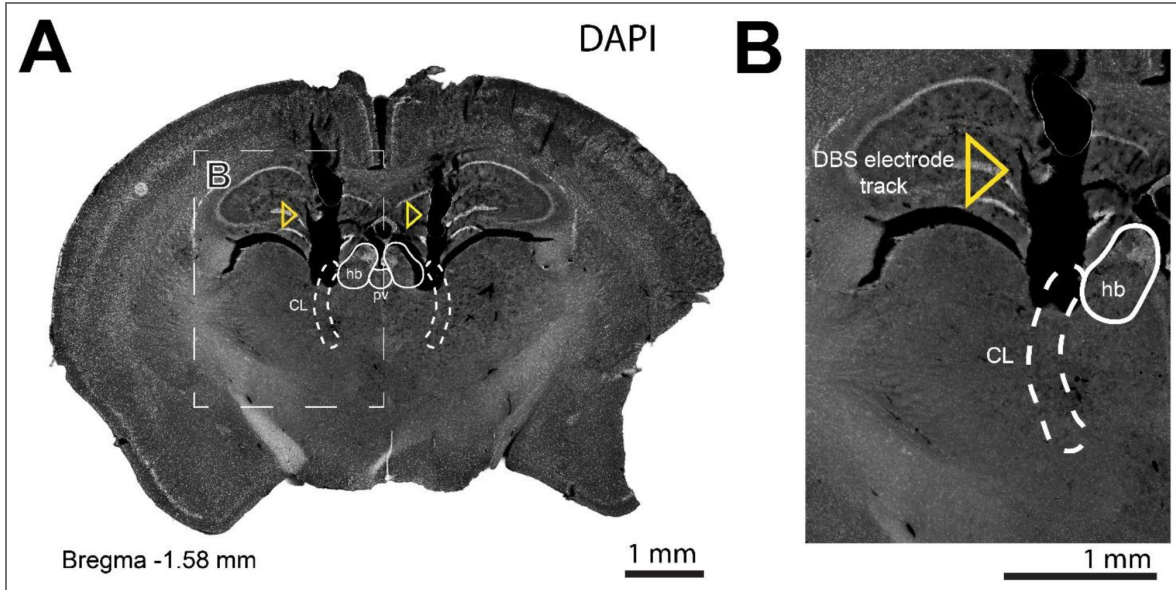 A
DAPI
B
hb
pv
CL
Bregma -1.58 mm
1 mm
B
DBS electrode
track
hb
CL
1 mm